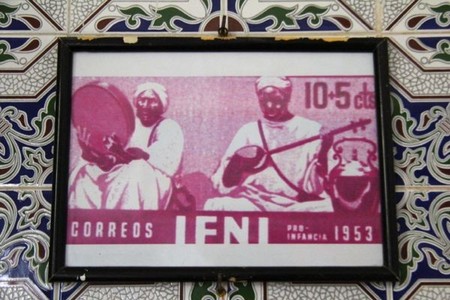 10+5 cts
CORREOS IFNI PRO-INFANCIA 1953